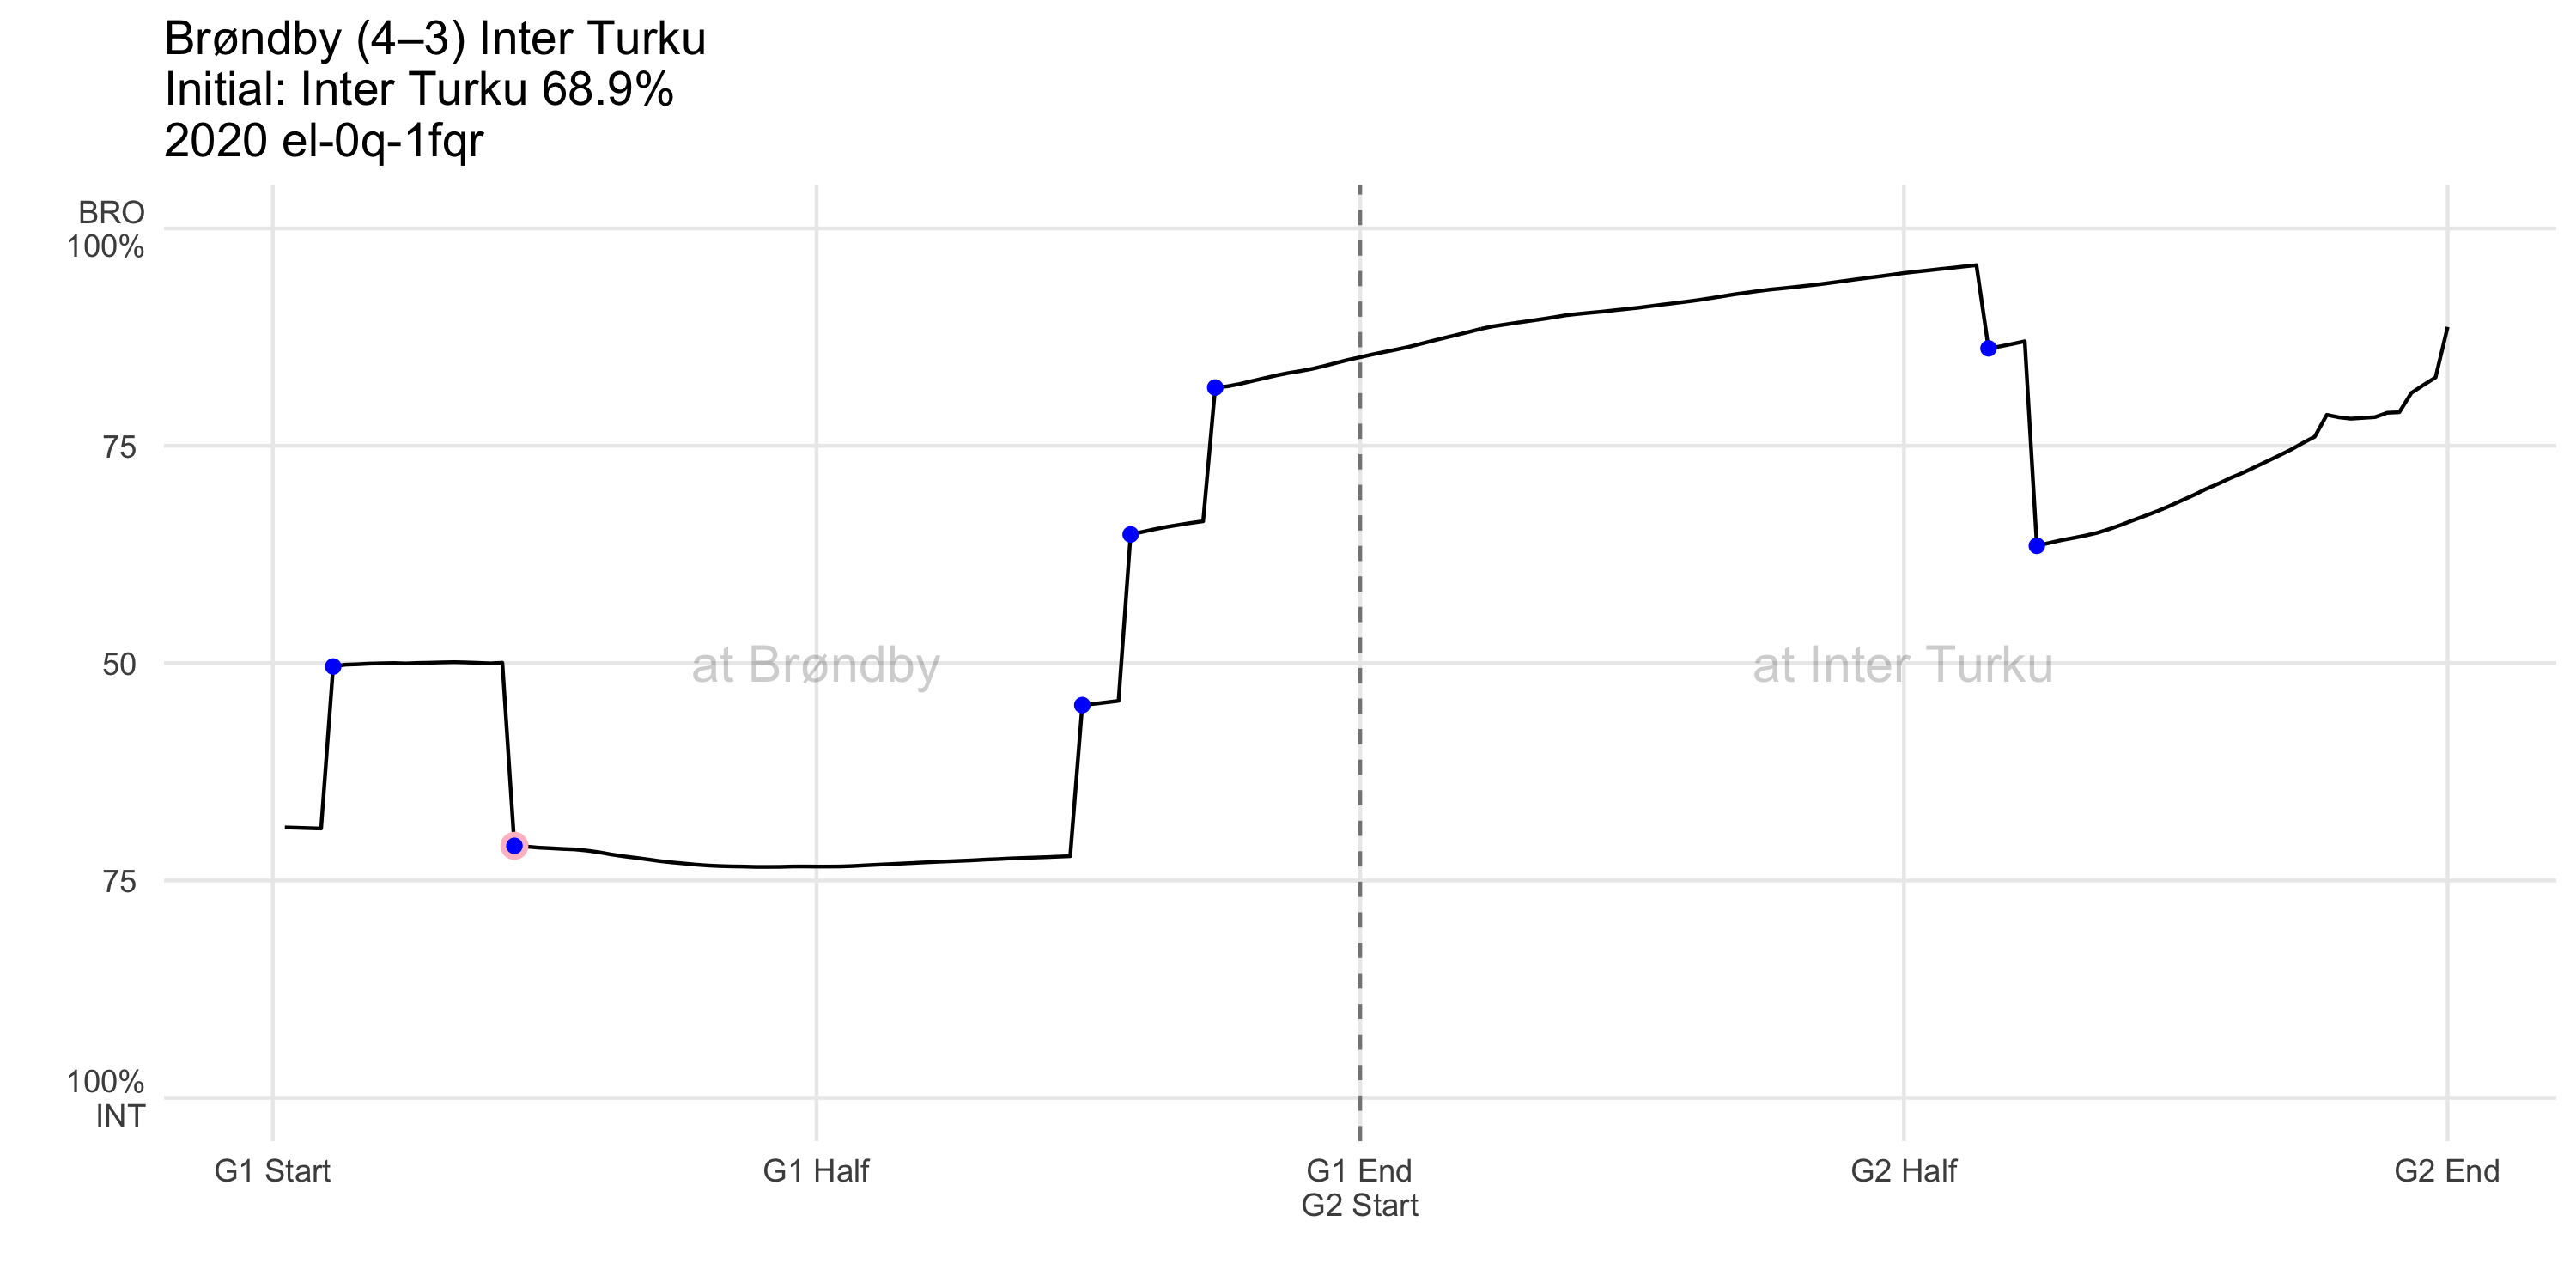 Brøndby (4–3) Inter Turku
Initial: Inter Turku 68.9%
2020 el-0q-1fqr
BRO
100%
75
50
75
100%
INT
at Brøndby
at Inter Turku
G1 Start
G1 Half
G1 End
G2 Start
G2 Half
G2 End